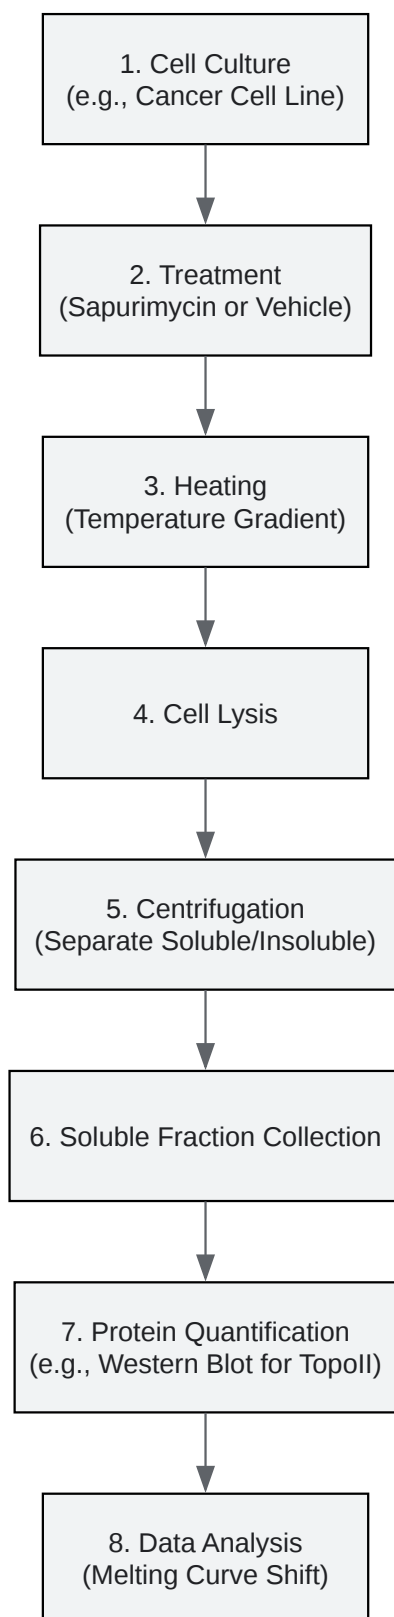 1. Cell Culture
(e.g., Cancer Cell Line)
2. Treatment
(Sapurimycin or Vehicle)
3. Heating
(Temperature Gradient)
4. Cell Lysis
5. Centrifugation
(Separate Soluble/Insoluble)
6. Soluble Fraction Collection
7. Protein Quantification
(e.g., Western Blot for TopoII)
8. Data Analysis
(Melting Curve Shift)